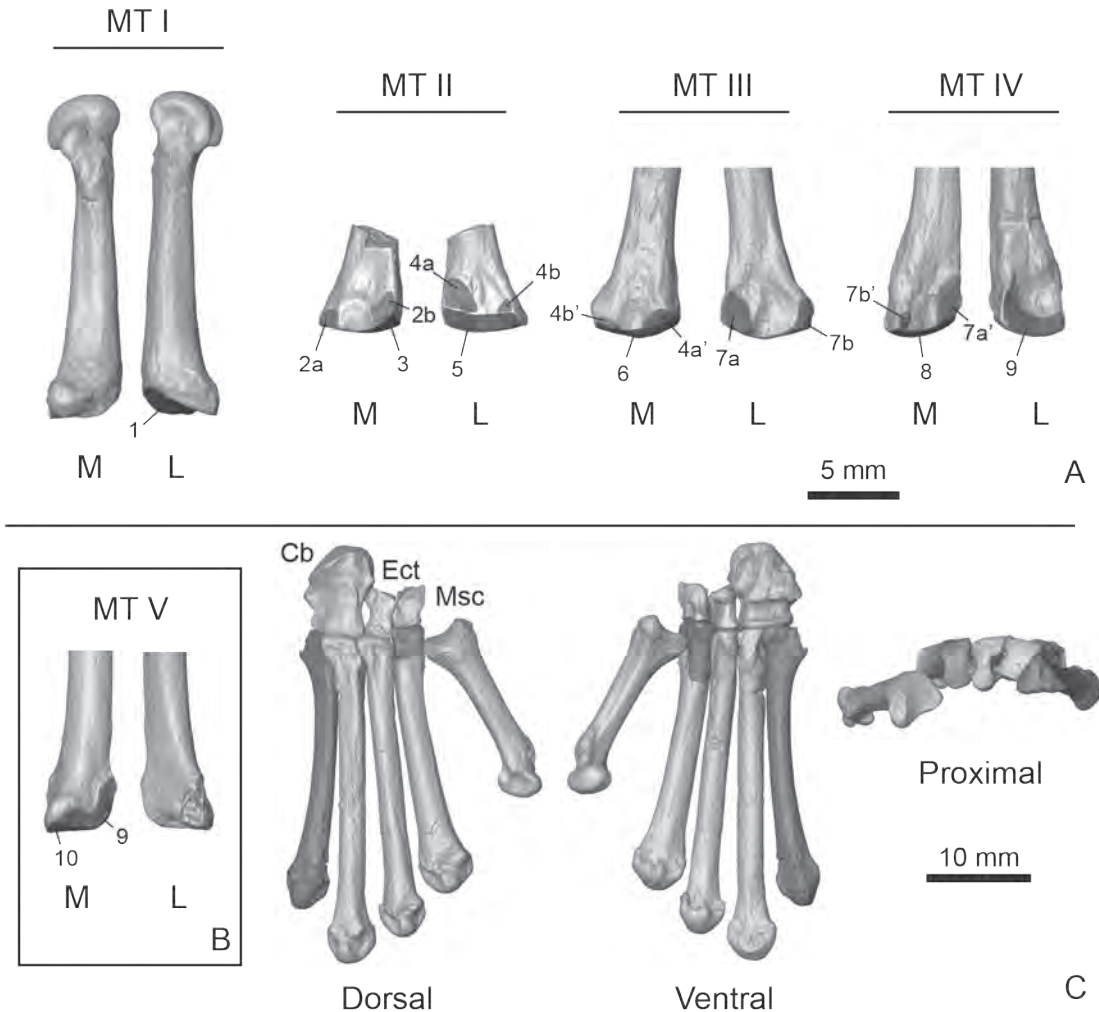 MT I
MT II
MT III
MT IV
4a
4b
2b
2a
3
5
4b'
4a'
6
7a
7b
7b'
7a'
8
9
1
M
L
M
L
M
L
M
L
5 mm
A
MT V
10
9
M
L
B
Cb
Ect
Msc
Dorsal
Ventral
Proximal
10 mm
C